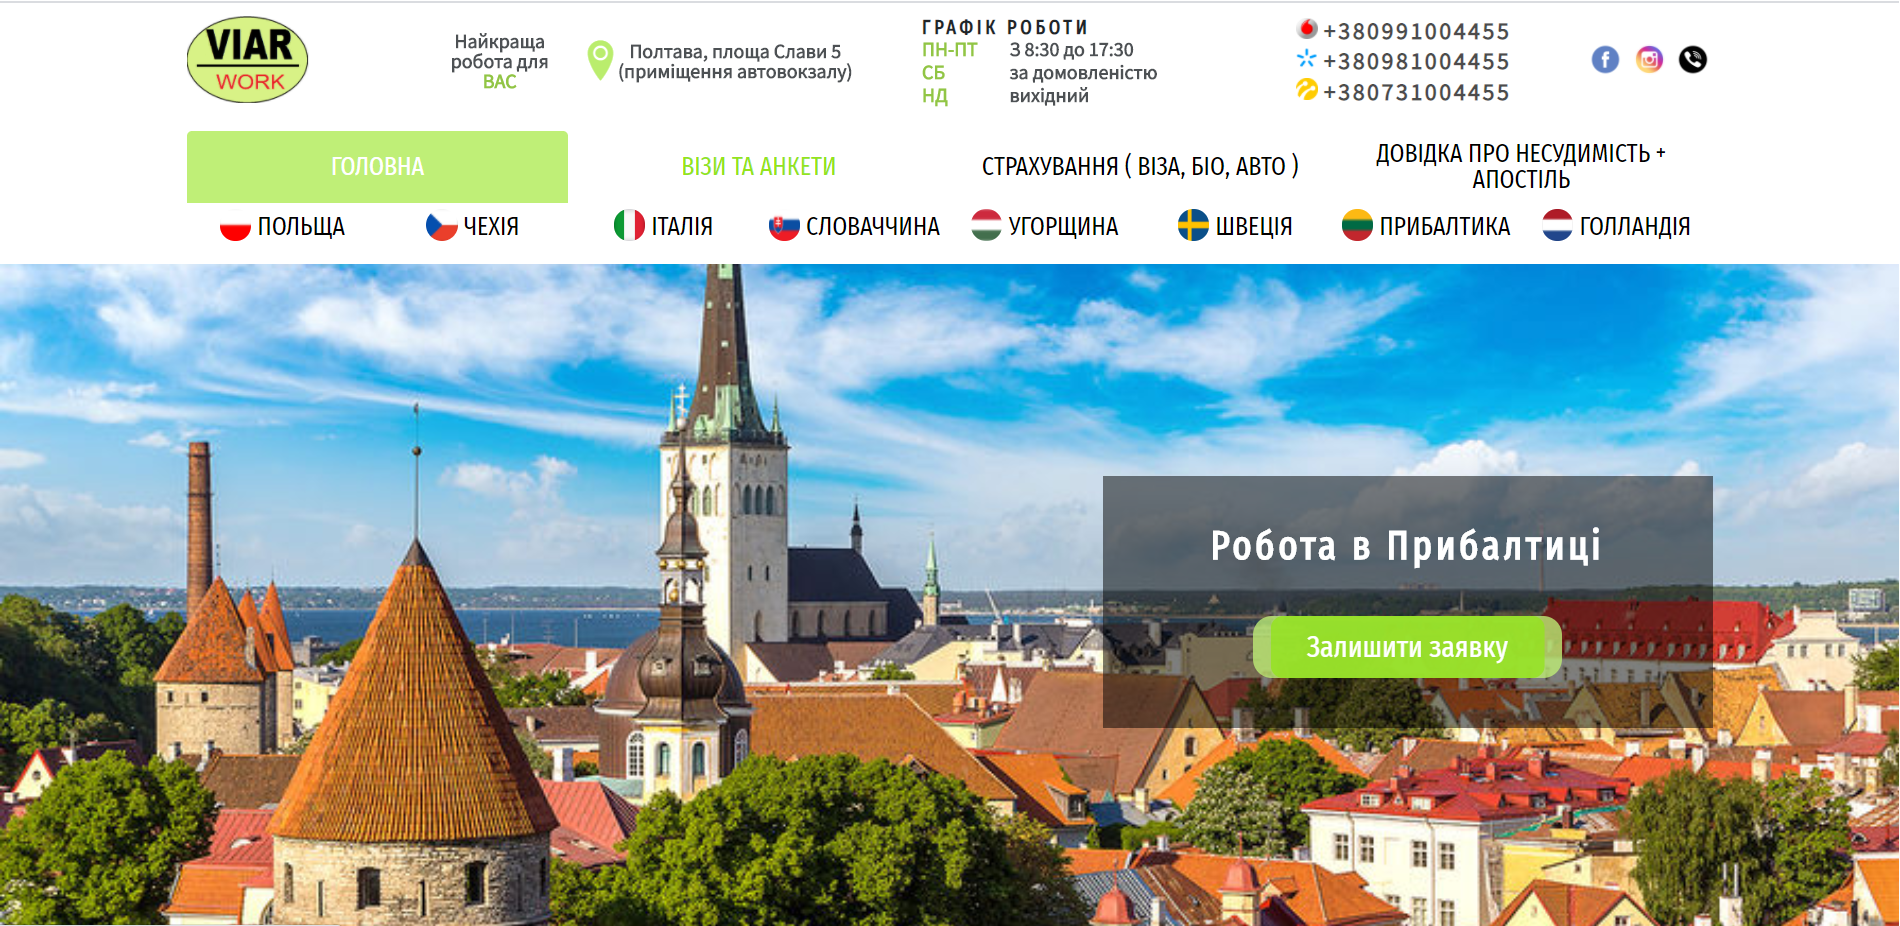 VIAR
WORK
Найкраща
робота для
ВАС
Полтава, площа Слави 5
(приміщення автовокзалу)
ГРАФІК РОБОТИ
ПН-ПТ З 8:30 до 17:30
СБ за домовленістю
НД вихідний
+380991004455
+380981004455
+380731004455
ГОЛОВНА
ВІЗИ ТА АНКЕТИ
СТРАХУВАННЯ ( ВІЗА, БІО, АВТО )
ДОВІДКА ПРО НЕСУДИМІСТЬ +
АПОСТІЛЬ
ПОЛЬЩА
ЧЕХІЯ
ІТАЛІЯ
СЛОВАЧЧИНА
УГОРЩИНА
ШВЕЦІЯ
ПРИБАЛТИКА
ГОЛЛАНДІЯ
Робота в Прибалтиці
Залишити заявку